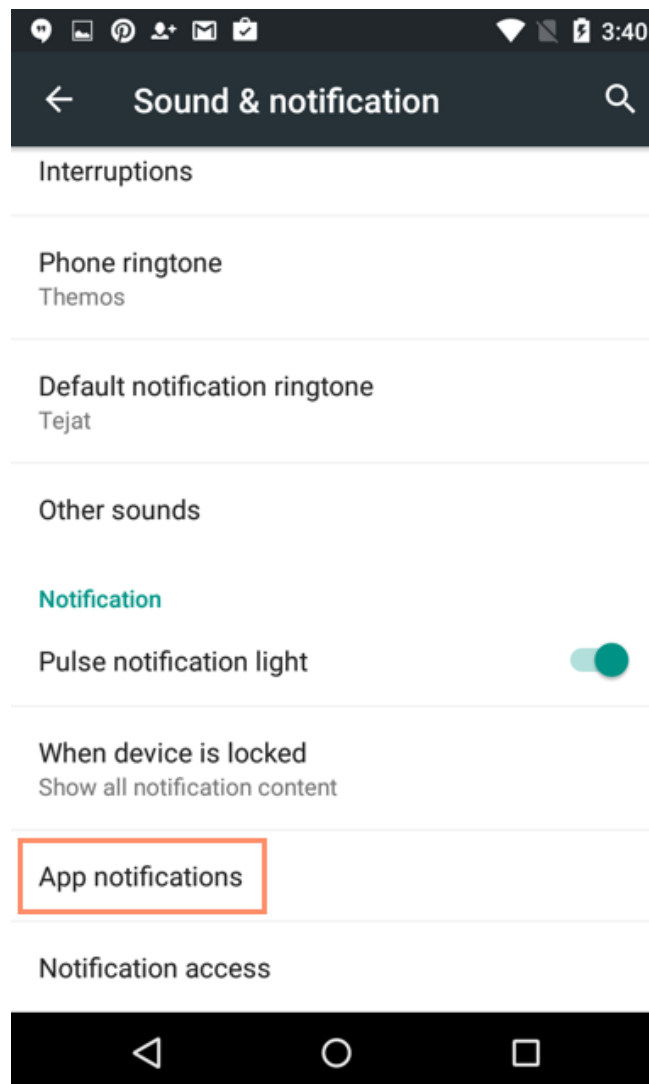 3:40
Sound & notification
Interruptions
Phone ringtone
Themos
Default notification ringtone
Tejat
Other sounds
Notification
Pulse notification light
When device is locked
Show all notification content
App notifications
Notification access